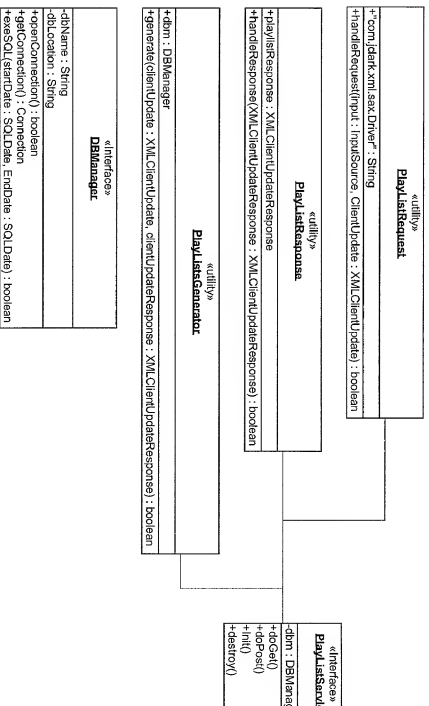 «utility»
PlayListRequest
+"com.jclark.xml.sax.Driver" : String
+handleRequest(input : InputSource, ClientUpdate : XMLClientUpdate) : boolean
«utility»
PlayListResponse
+playlistResponse : XMLClientUpdateResponse
+handleResponse(XMLClientUpdateResponse : XMLClientUpdateResponse) : boolean
«utility»
PlayListsGenerator
+dbm : DBManager
+generate(clientUpdate : XMLClientUpdate, clientUpdateResponse : XMLClientUpdateResponse) : boolean
«Interface»
DBManager
-dbName : String
-dbLocation : String
+openConnection() : boolean
+getConnection() : Connection
+exeSQL(startDate : SQLDate, EndDate : SQLDate) : boolean
«Interface»
PlayListServl
-dbm : DBManag
+doGet()
+doPost()
+Init()
+destroy()